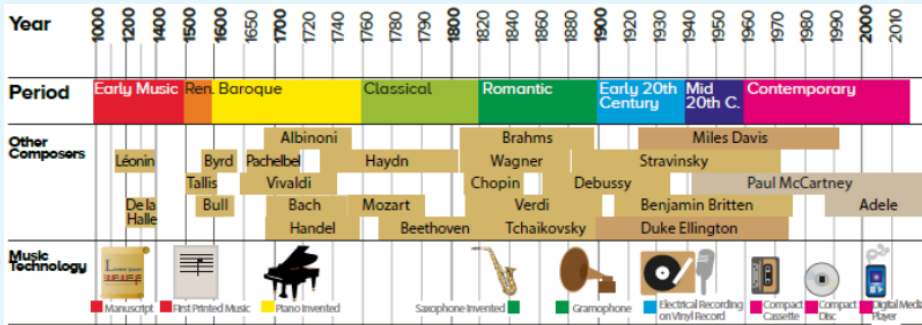 Year
1000 1200 1400 1500 1600 1650 1700 1720 1740 1760 1780 1790 1800 1820 1840 1860 1880 1900 1910 1920 1930 1940 1950 1960 1970 1980 1990 2000 2010
Period
Early Music Ren. Baroque Classical Romantic Early 20th Century Mid 20th C. Contemporary
Other
Composers
Albinoni Brahms Miles Davis
Léonin Byrd Pachelbel Haydn Wagner Stravinsky
Tallis Vivaldi Chopin Debussy Paul McCartney
De la Halle Bull Bach Mozart Verdi Benjamin Britten Adele
Handel Beethoven Tchaikovsky Duke Ellington
Music
Technology
Manuscript First Printed Music Piano Invented Saxophone Invented Gramophone Electrical Recording on Vinyl Record Compact Cassette Compact Disc Digital Media Player